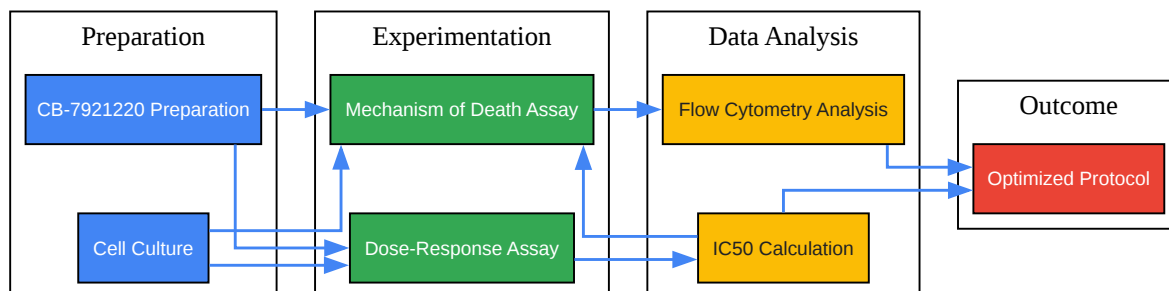 Preparation
CB-7921220 Preparation
Cell Culture
Experimentation
Mechanism of Death Assay
Dose-Response Assay
Data Analysis
Flow Cytometry Analysis
IC50 Calculation
Outcome
Optimized Protocol